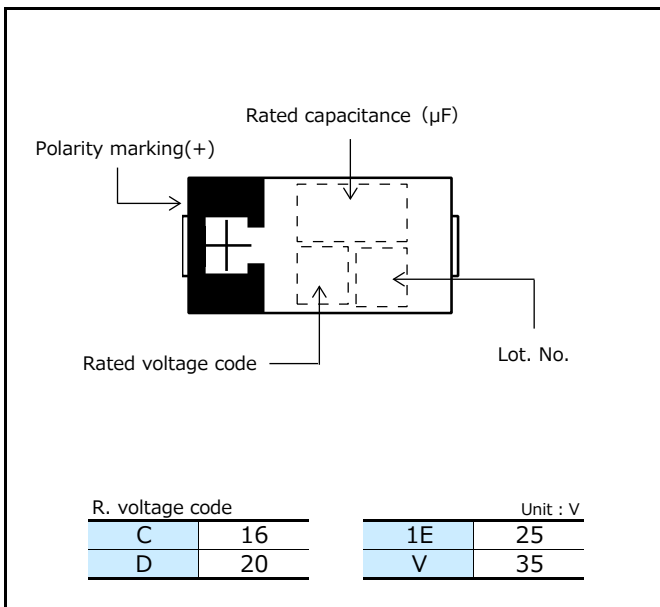 Rated capacitance (μF)
Polarity marking(+)
Rated voltage code
Lot. No.
R. voltage code Unit : V
C 16 1E 25
D 20 V 35